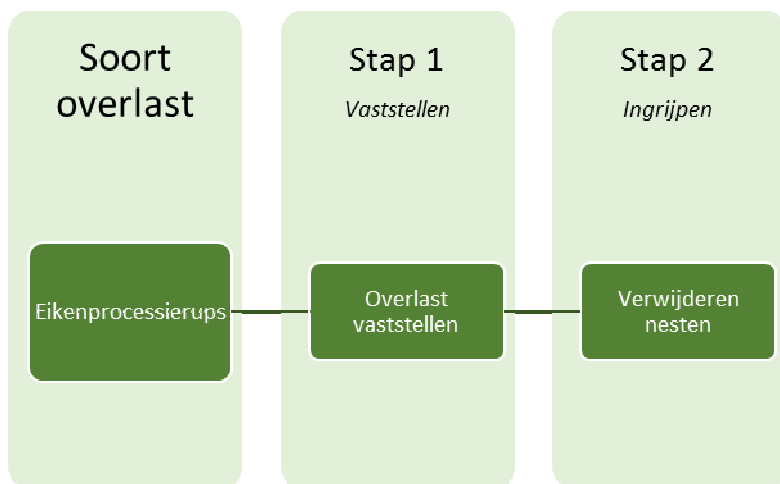 Soort
overlast
Stap 1
Vaststellen
Stap 2
Ingrijpen
Eikenprocessierups
Overlast
vaststellen
Verwijderen
nesten